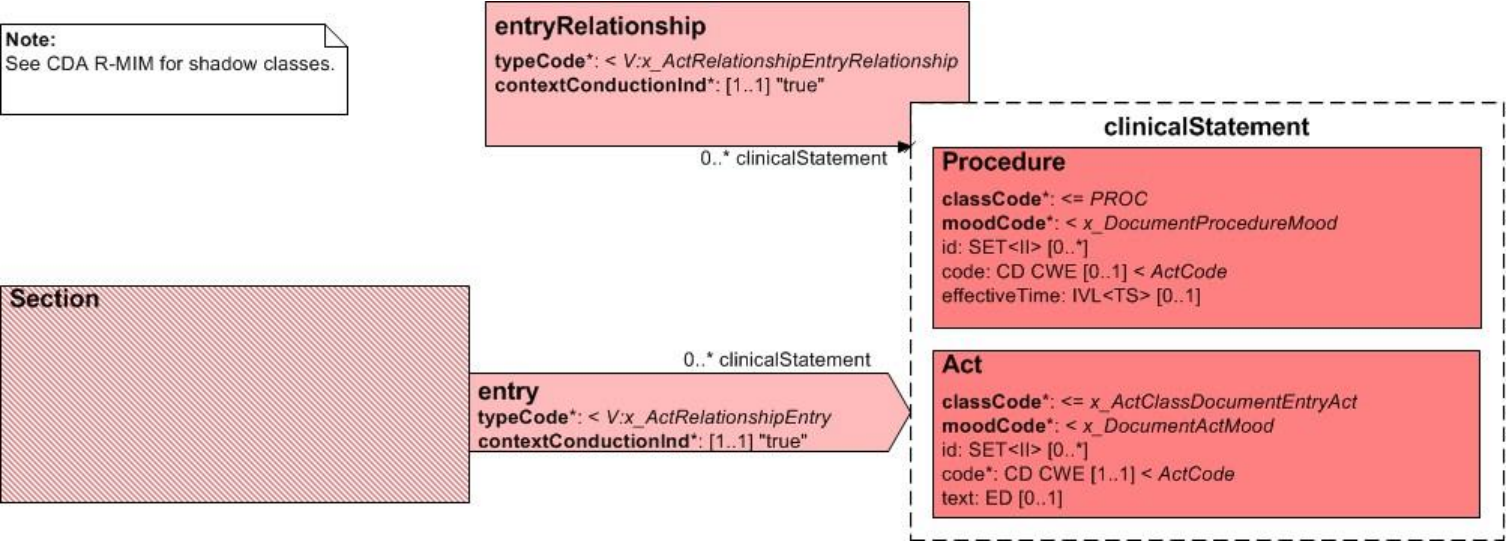 Note:
See CDA R-MIM for shadow classes.
entryRelationship
typeCode*: < V:x_ActRelationshipEntryRelationship
contextConductionInd*: [1..1] "true"
0..* clinicalStatement
clinicalStatement
Procedure
classCode*: <= PROC
moodCode*: < x_DocumentProcedureMood
id: SET<II> [0..*]
code: CD CWE [0..1] < ActCode
effectiveTime: IVL<TS> [0..1]
Section
0..* clinicalStatement
entry
typeCode*: < V:x_ActRelationshipEntry
contextConductionInd*: [1..1] "true"
Act
classCode*: <= x_ActClassDocumentEntryAct
moodCode*: < x_DocumentActMood
id: SET<II> [0..*]
code*: CD CWE [1..1] < ActCode
text: ED [0..1]